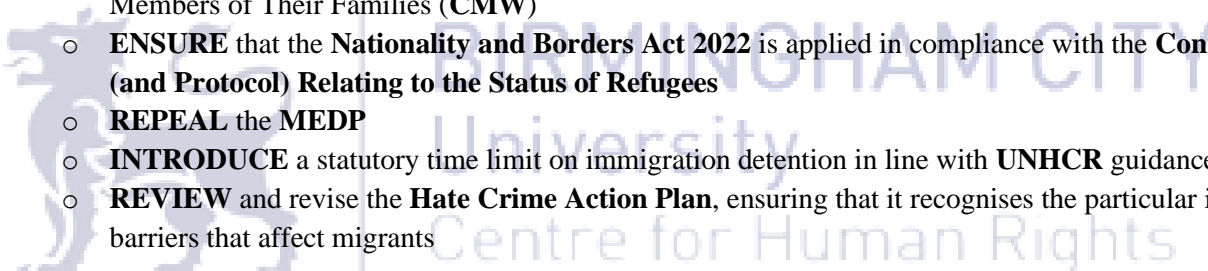 Members of Their Families (CMW)
BIRMINGHAM CITY
o ENSURE that the Nationality and Borders Act 2022 is applied in compliance with the Con
(and Protocol) Relating to the Status of Refugees
o REPEAL the MEDP
University
o INTRODUCE a statutory time limit on immigration detention in line with UNHCR guidance
o REVIEW and revise the Hate Crime Action Plan, ensuring that it recognises the particular i
barriers that affect migrants
Centre for Human Rights